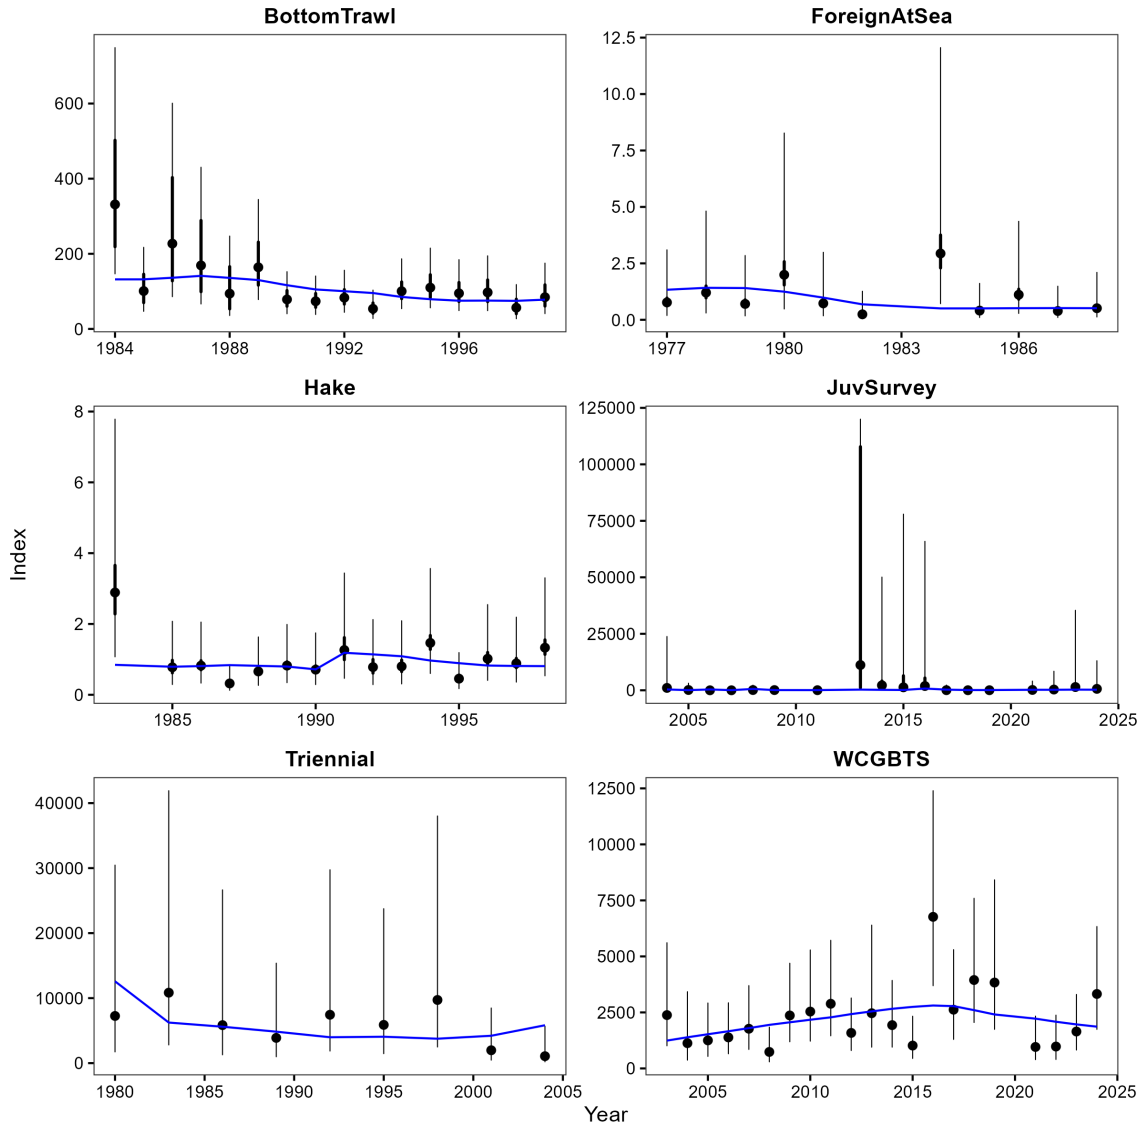 BottomTrawl
600
400
200
0
1984 1988 1992 1996
ForeignAtSea
12.5
10.0
7.5
5.0
2.5
0.0
1977 1980 1983 1986
Hake
8
6
4
2
0
1985 1990 1995
JuvSurvey
125000
100000
75000
50000
25000
0
2005 2010 2015 2020 2025
Triennial
40000
30000
20000
10000
0
1980 1985 1990 1995 2000 2005
WCGBTS
12500
10000
7500
5000
2500
0
2005 2010 2015 2020 2025
Index
Year